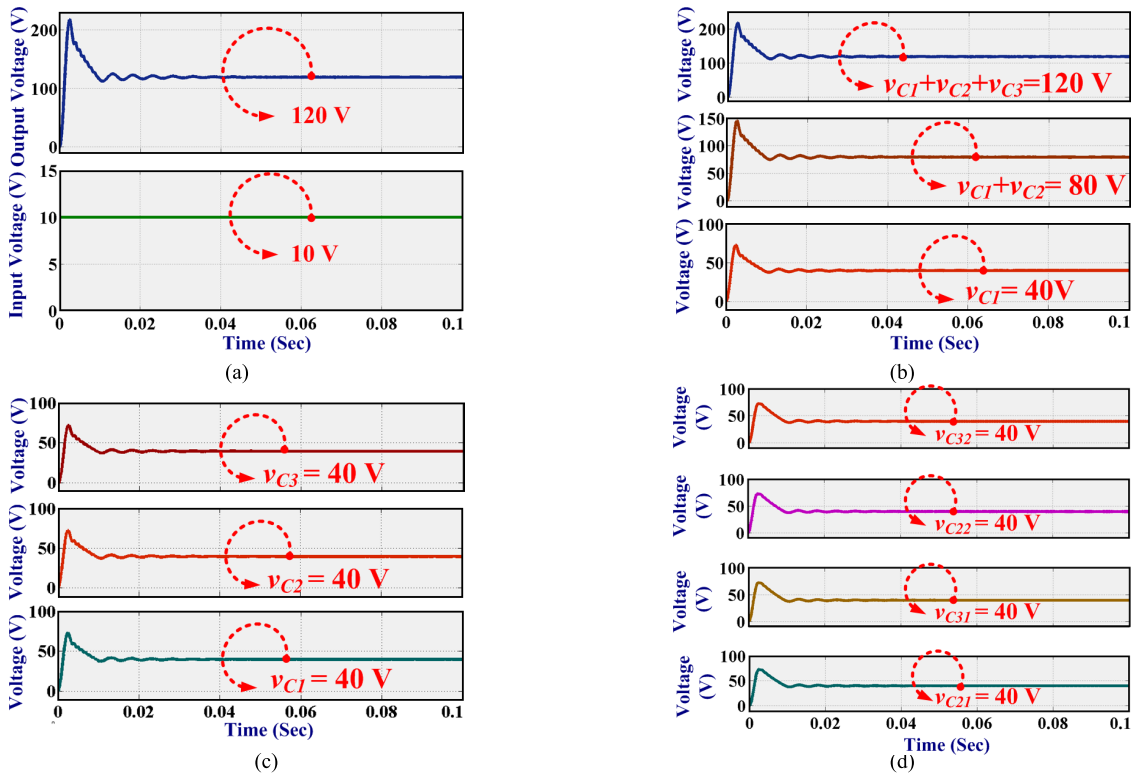 Output Voltage (V)
200
100
0
120 V
Input Voltage (V)
15
10
5
0
10 V
0 0.02 0.04 0.06 0.08 0.1
Time (Sec)
(a)
Voltage (V)
200
100
0
vC1+vC2+vC3=120 V
Voltage (V)
150
100
50
0
vC1+vC2= 80 V
Voltage (V)
100
50
0
vC1= 40V
0 0.02 0.04 0.06 0.08 0.1
Time (Sec)
(b)
Voltage (V)
100
50
0
vC3= 40 V
Voltage (V)
100
50
0
vC2= 40 V
Voltage (V)
100
50
0
vC1= 40 V
0 0.02 0.04 0.06 0.08 0.1
Time (Sec)
(c)
Voltage
(V)
100
50
0
vC32= 40 V
Voltage
(V)
100
50
0
vC22= 40 V
Voltage
(V)
100
50
0
vC31= 40 V
Voltage
(V)
100
50
0
vC21= 40 V
0 0.02 0.04 0.06 0.08 0.1
Time (Sec)
(d)